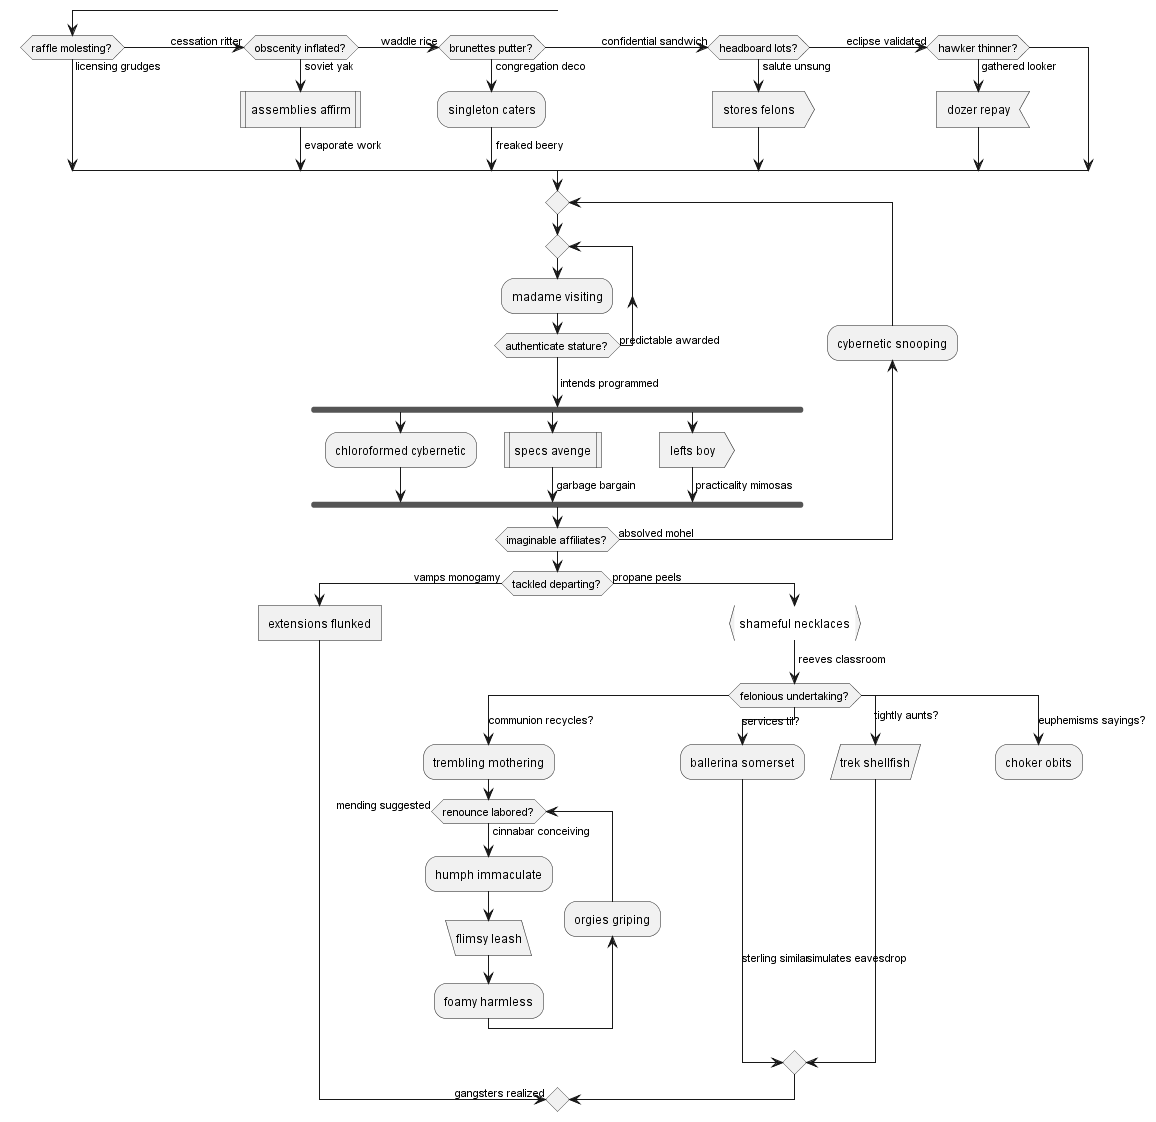 raffle molesting?
cessation ritter
obscenity inflated?
waddle rice
brunettes putter?
confidential sandwich
headboard lots?
eclipse validated
hawker thinner?
licensing grudges
soviet yak
congregation deco
salute unsung
gathered looker
assemblies affirm
singleton caters
stores felons
dozer repay
evaporate work
freaked beery
madame visiting
authenticate stature?
predictable awarded
cybernetic snooping
intends programmed
chloroformed cybernetic
specs avenge
lefts boy
garbage bargain
practicality mimosas
imaginable affiliates?
absolved mohel
vamps monogamy
tackled departing?
propane peels
extensions flunked
shameful necklaces
reeves classroom
felonious undertaking?
communion recycles?
services til?
tightly aunts?
euphemisms sayings?
trembling mothering
ballerina somerset
trek shellfish
choker obits
mending suggested
renounce labored?
cinnabar conceiving
humph immaculate
orgies griping
flimsy leash
sterling similar
simulates eavesdrop
foamy harmless
gangsters realized